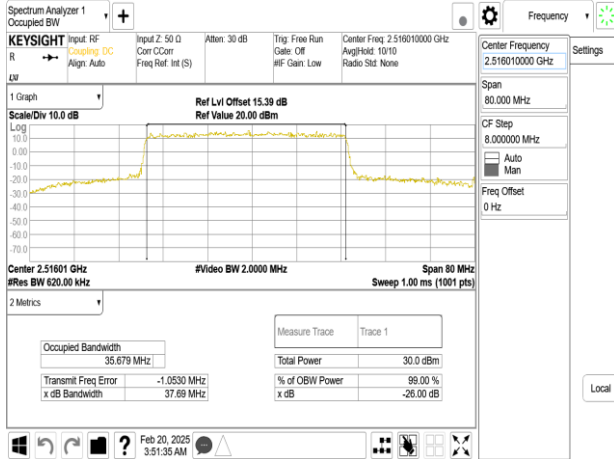 Spectrum Analyzer 1
Occupied BW
+
Frequency
KEYSIGHT
R
Input: RF
Coupling: DC
Align: Auto
Input Z: 50 Ω
Corr CCorr
Freq Ref: Int (S)
Atten: 30 dB
Trig: Free Run
Gate: Off
#IF Gain: Low
Center Freq: 2.516010000 GHz
Avg|Hold: 10/10
Radio Std: None
Center Frequency
2.516010000 GHz
Settings
Span
80.000 MHz
CF Step
8.000000 MHz
Auto
Man
Freq Offset
0 Hz
Local
1 Graph
Scale/Div 10.0 dB
Ref Lvl Offset 15.39 dB
Ref Value 20.00 dBm
Log
10.0
0.00
-10.0
-20.0
-30.0
-40.0
-50.0
-60.0
-70.0
Center 2.51601 GHz
#Video BW 2.0000 MHz
Span 80 MHz
#Res BW 620.00 kHz
Sweep 1.00 ms (1001 pts)
2 Metrics
Measure Trace Trace 1
Occupied Bandwidth
35.679 MHz
Total Power 30.0 dBm
Transmit Freq Error -1.0530 MHz
% of OBW Power 99.00 %
x dB Bandwidth 37.69 MHz
x dB -26.00 dB
?
Feb 20, 2025
3:51:35 AM